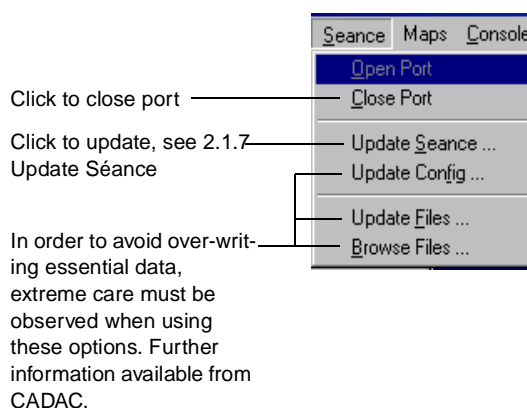 Seance Maps Console
Open Port
Click to close port
Close Port
Click to update, see 2.1.7
Update Séance
Update Seance ...
Update Config ...
Update Files ...
Browse Files ...
In order to avoid over-writ-
ing essential data,
extreme care must be
observed when using
these options. Further
information available from
CADAC.